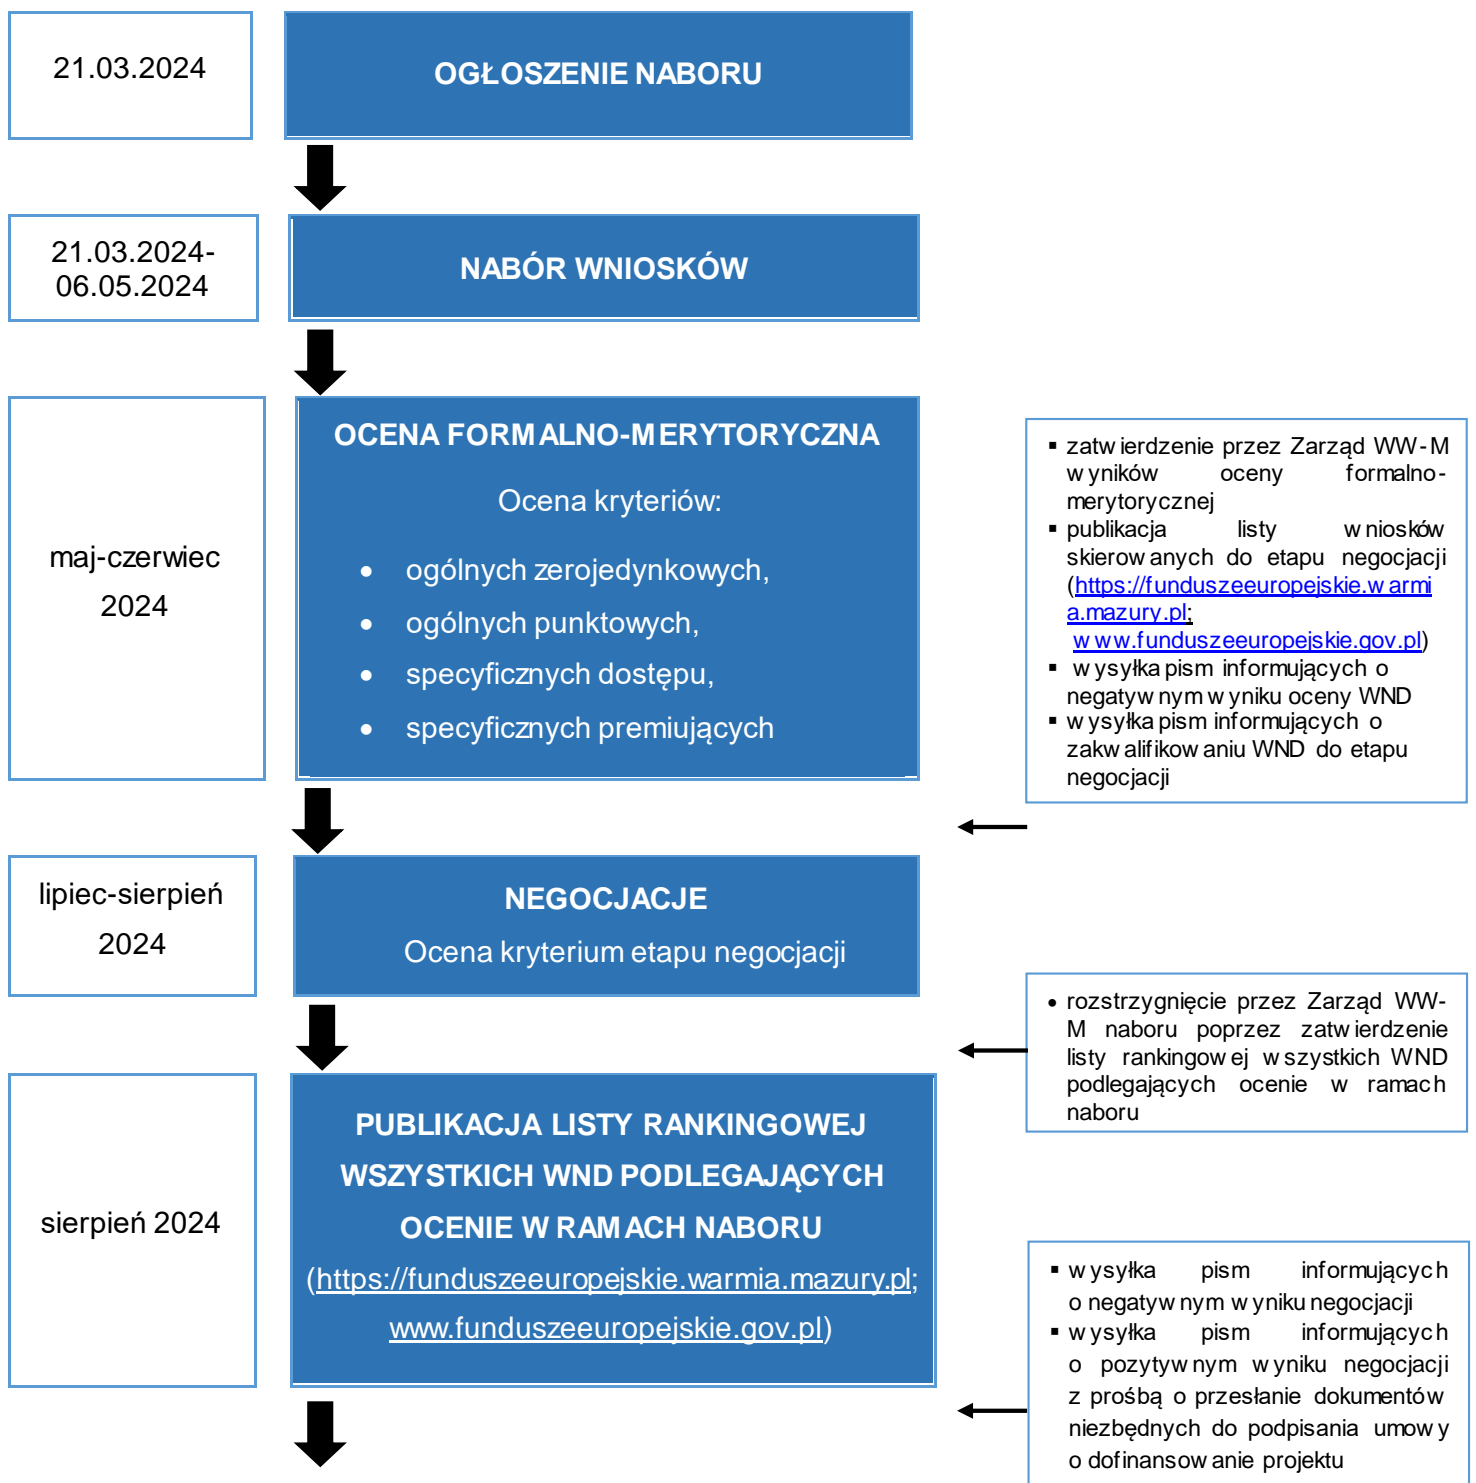 21.03.2024
OGŁOSZENIE NABORU
21.03.2024-
06.05.2024
NABÓR WNIOSKÓW
maj-czerwiec
2024
OCENA FORMALNO-MERYTORYCZNA
Ocena kryteriów:
• ogólnych zerojedynkowych,
• ogólnych punktowych,
• specyficznych dostępu,
• specyficznych premiujących
▪ zatwierdzenie przez Zarząd WW-M
wyników oceny formalno-
merytorycznej
▪ publikacja listy wniosków
skierowanych do etapu negocjacji
(https://funduszeeuropejskie.warmi
a.mazury.pl;
www.funduszeeuropejskie.gov.pl)
▪ wysyłka pism informujących o
negatywnym wyniku oceny WND
▪ wysyłka pism informujących o
zakwalifikowaniu WND do etapu
negocjacji
lipiec-sierpień
2024
NEGOCJACJE
Ocena kryterium etapu negocjacji
• rozstrzygnięcie przez Zarząd WW-
M naboru poprzez zatwierdzenie
listy rankingowej wszystkich WND
podlegających ocenie w ramach
naboru
sierpień 2024
PUBLIKACJA LISTY RANKINGOWEJ
WSZYSTKICH WND PODLEGAJĄCYCH
OCENIE W RAMACH NABORU
(https://funduszeeuropejskie.warmia.mazury.pl;
www.funduszeeuropejskie.gov.pl)
▪ wysyłka pism informujących
o negatywnym wyniku negocjacji
▪ wysyłka pism informujących
o pozytywnym wyniku negocjacji
z prośbą o przesłanie dokumentów
niezbędnych do podpisania umowy
o dofinansowanie projektu